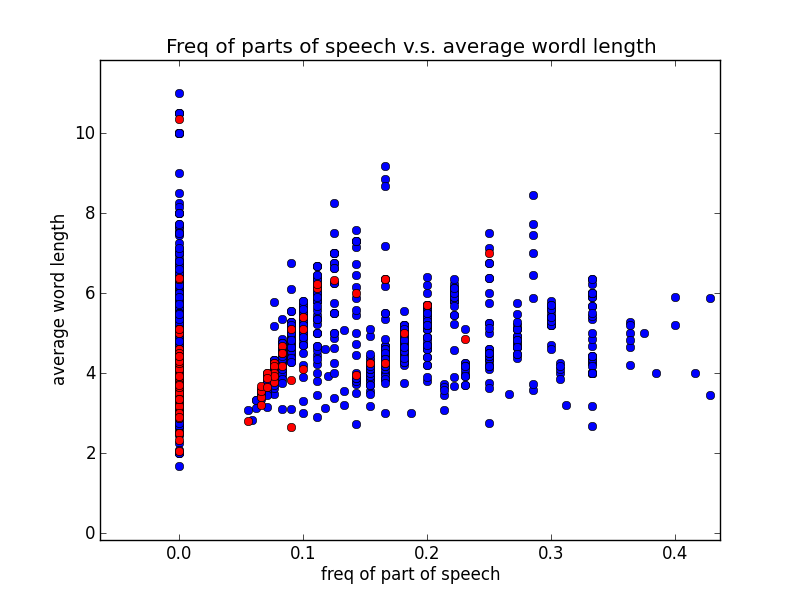 Freq of parts of speech v.s. average wordl length
10
8
6
4
2
0
average word length
0.0 0.1 0.2 0.3 0.4
freq of part of speech